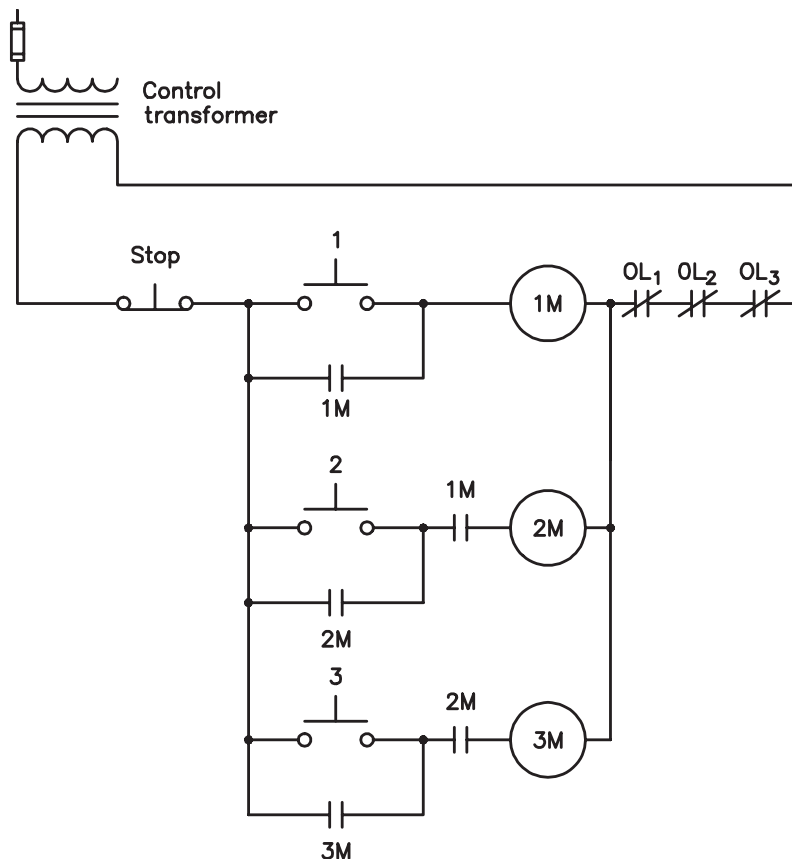 Control
transformer
Stop
1
1M
OL1
OL2
OL3
1M
2
1M
2M
2M
3
2M
3M
3M